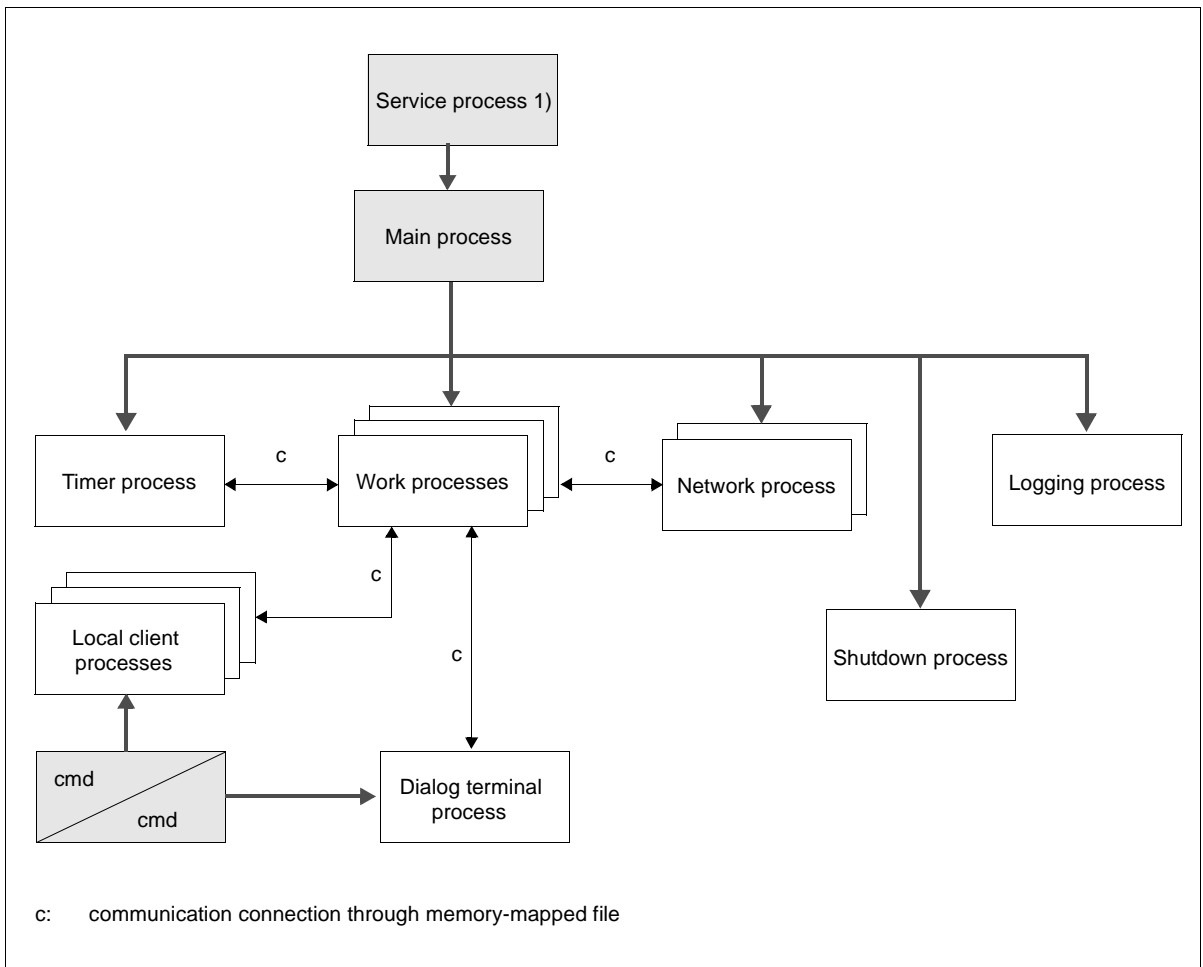 Service process 1)
Main process
c
c
Timer process
Work processes
Network process
Logging process
c
Local client
processes
c
Shutdown process
cmd
cmd
Dialog terminal
process
c: communication connection through memory-mapped file